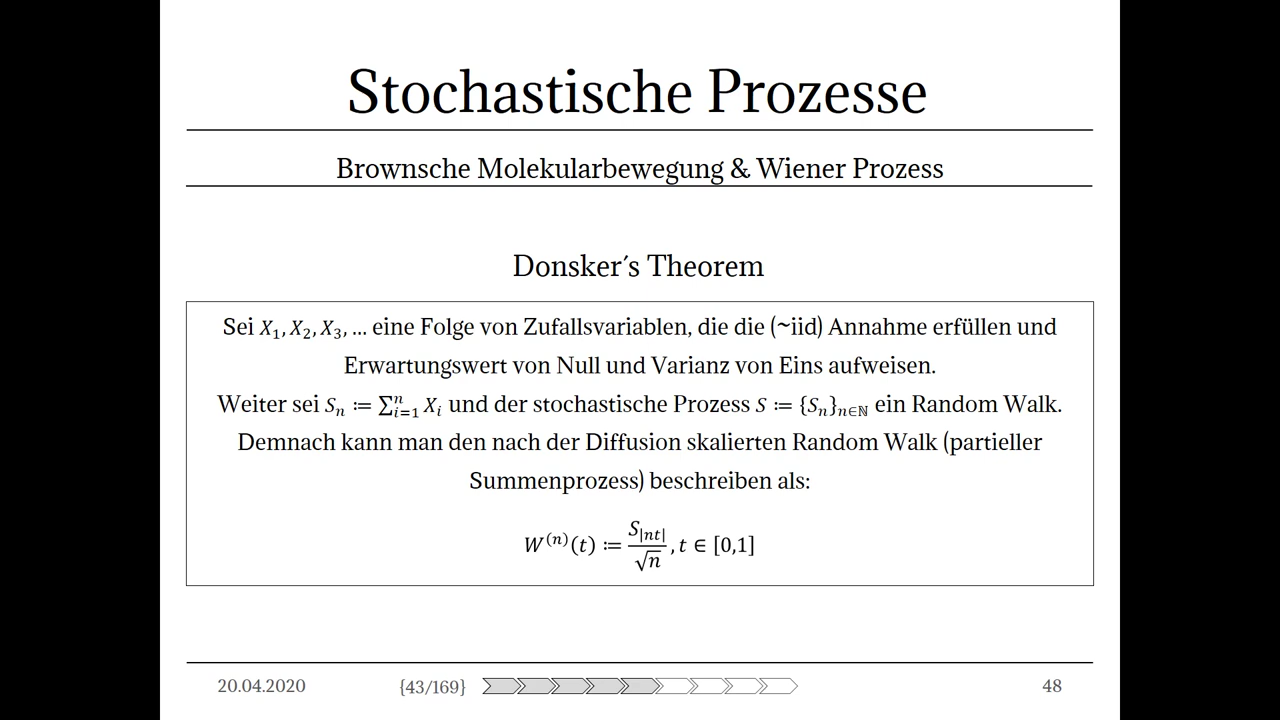 Stochastische Prozesse
Brownsche Molekularbewegung & Wiener Prozess
Donsker´s Theorem
Sei X₁, X₂, X₃, … eine Folge von Zufallsvariablen, die die (~iid) Annahme erfüllen und
Erwartungswert von Null und Varianz von Eins aufweisen.
Weiter sei Sₙ ≔ ∑ⁿᵢ₌₁ Xᵢ und der stochastische Prozess S ≔ {Sₙ}ₙ∈ℕ ein Random Walk.
Demnach kann man den nach der Diffusion skalierten Random Walk (partieller
Summenprozess) beschreiben als:
W⁽ⁿ⁾(t) ≔ S_|nt| / √n , t ∈ [0,1]
20.04.2020 {43/169} 48